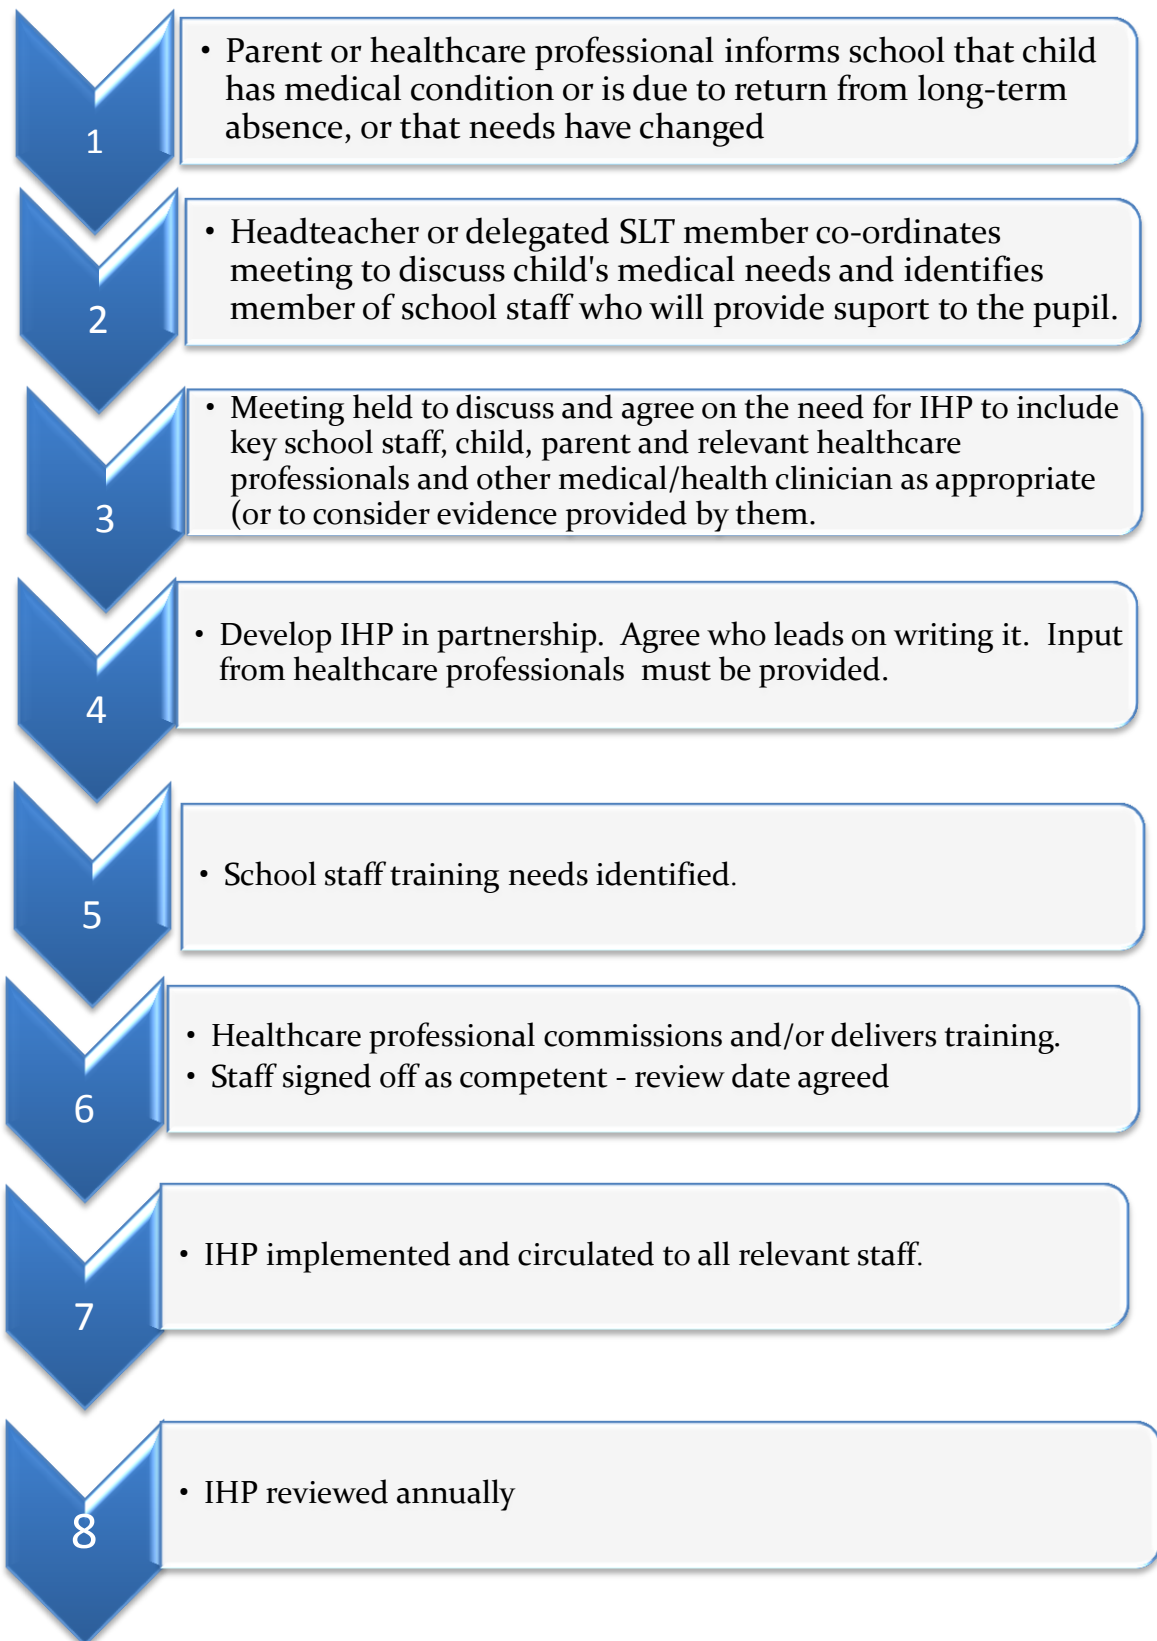 1
• Parent or healthcare professional informs school that child
has medical condition or is due to return from long-term
absence, or that needs have changed
2
• Headteacher or delegated SLT member co-ordinates
meeting to discuss child's medical needs and identifies
member of school staff who will provide suport to the pupil.
3
• Meeting held to discuss and agree on the need for IHP to include
key school staff, child, parent and relevant healthcare
professionals and other medical/health clinician as appropriate
(or to consider evidence provided by them.
4
• Develop IHP in partnership.  Agree who leads on writing it.  Input
from healthcare professionals  must be provided.
5
• School staff training needs identified.
6
• Healthcare professional commissions and/or delivers training.
• Staff signed off as competent - review date agreed
7
• IHP implemented and circulated to all relevant staff.
8
• IHP reviewed annually